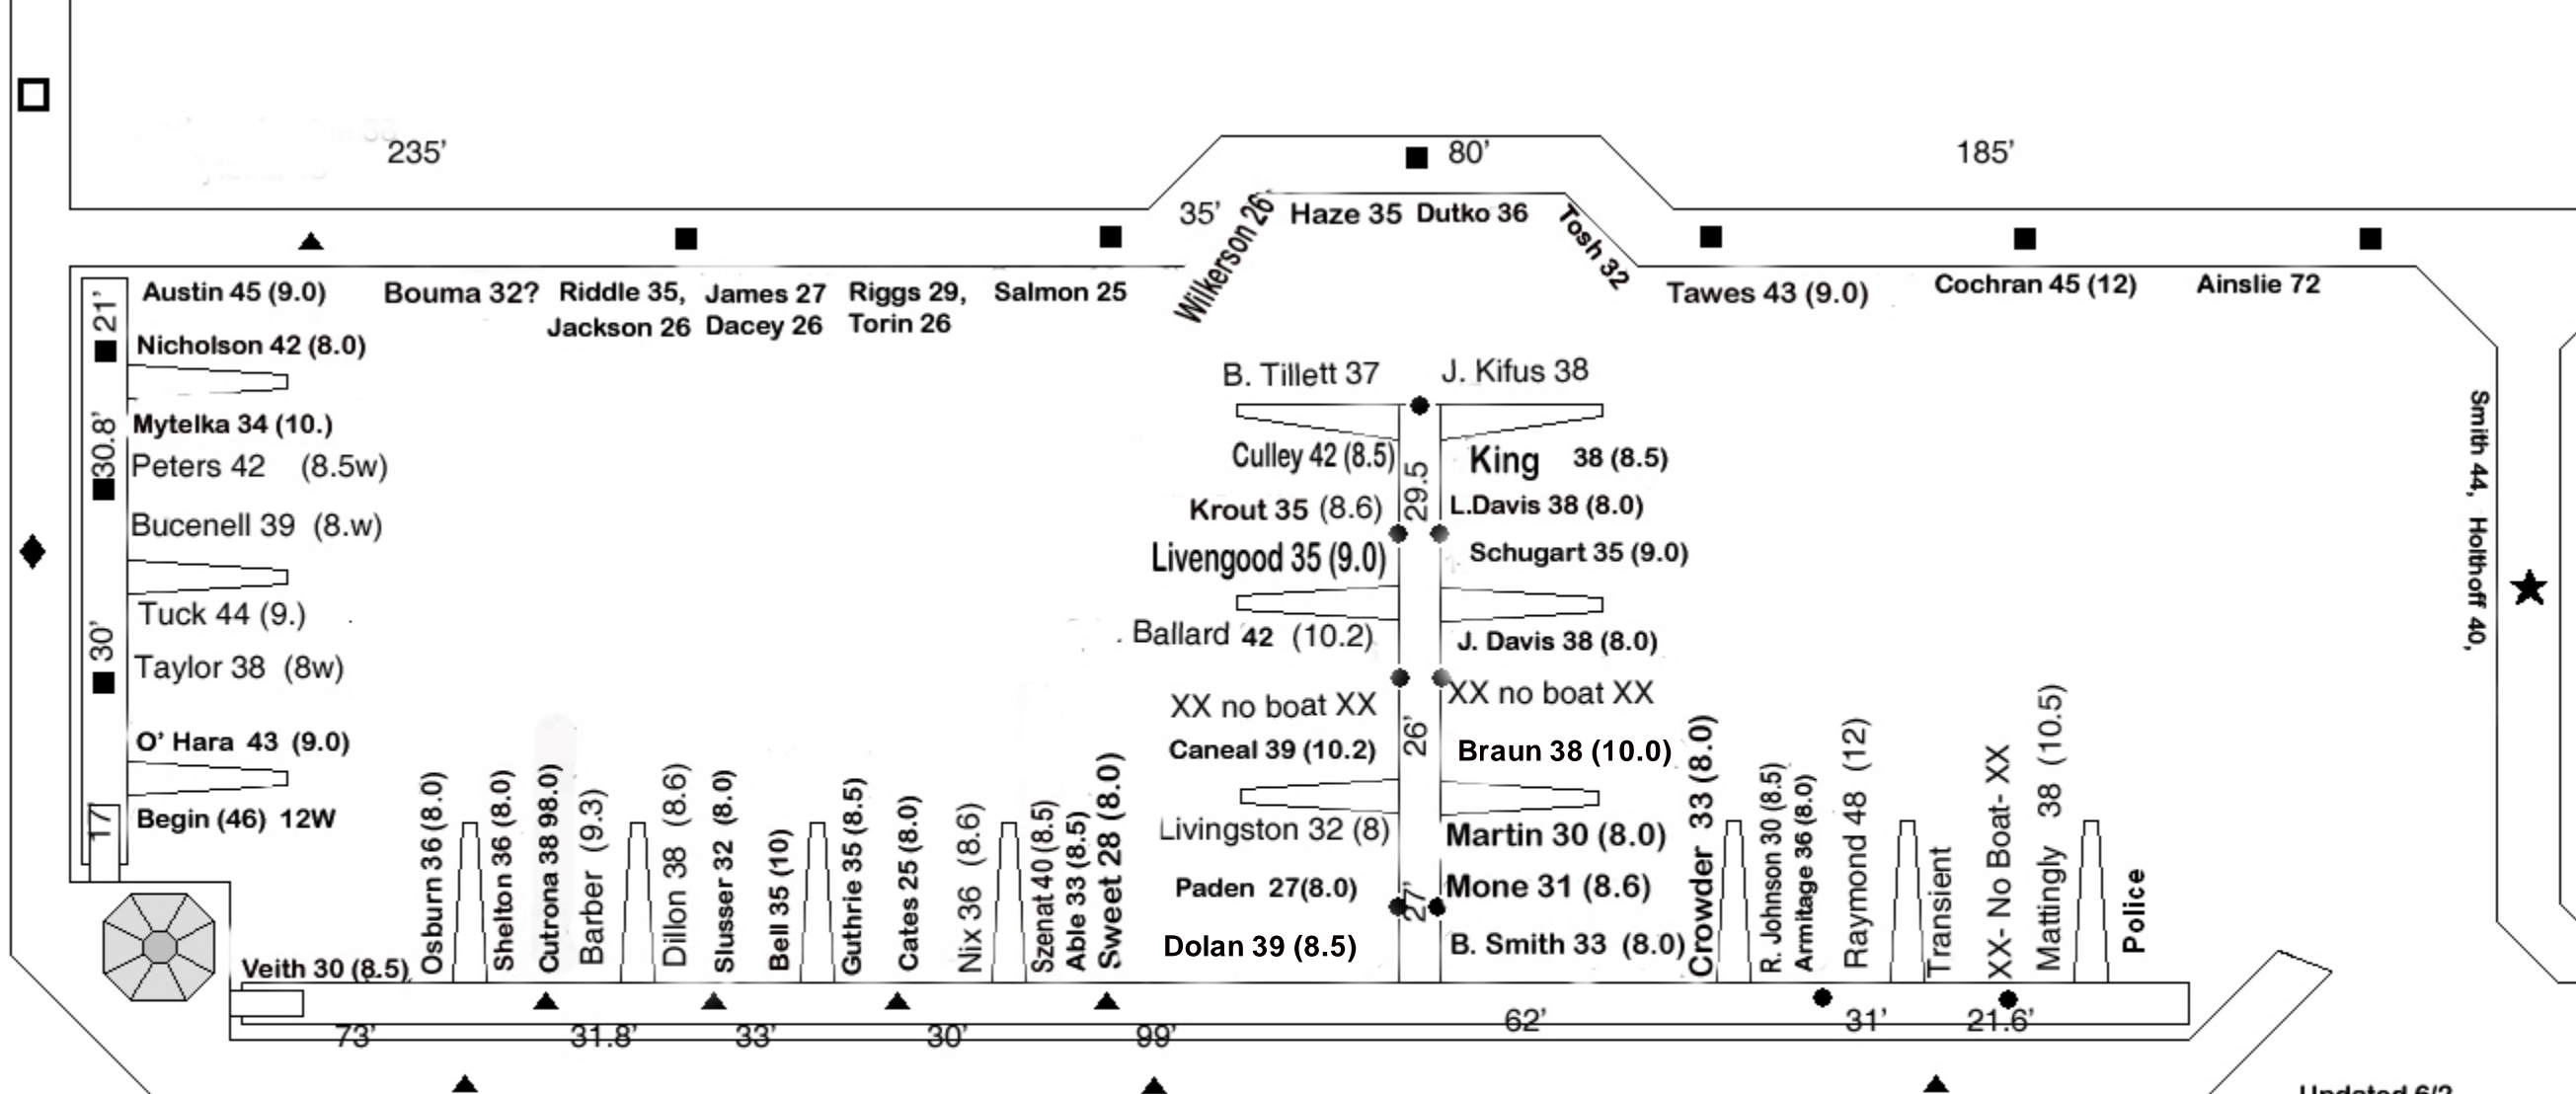 235’
80’
185’
35’
Wilkerson 26
Haze 35 Dutko 36
Tosh 32
21’
Austin 45 (9.0)
Bouma 32?
Riddle 35,
Jackson 26
James 27
Dacey 26
Riggs 29,
Torin 26
Salmon 25
Tawes 43 (9.0)
Cochran 45 (12)
Ainslie 72
Nicholson 42 (8.0)
30.8’
Mytelka 34 (10.)
Peters 42 (8.5w)
Bucenell 39 (8.w)
Tuck 44 (9.)
30’
Taylor 38 (8w)
O’ Hara 43 (9.0)
Begin (46) 12W
17’
B. Tillett 37
J. Kifus 38
Culley 42 (8.5)
29.5
King 38 (8.5)
Krout 35 (8.6)
L.Davis 38 (8.0)
Livengood 35 (9.0)
Schugart 35 (9.0)
Ballard 42 (10.2)
J. Davis 38 (8.0)
XX no boat XX
XX no boat XX
26’
Caneal 39 (10.2)
Braun 38 (10.0)
Livingston 32 (8)
Martin 30 (8.0)
Paden 27(8.0)
27’
Mone 31 (8.6)
Dolan 39 (8.5)
B. Smith 33 (8.0)
Smith 44, Holthoff 40,
Veith 30 (8.5)
Osburn 36 (8.0)
Shelton 36 (8.0)
Cutrona 38 98.0)
Barber (9.3)
Dillon 38 (8.6)
Slusser 32 (8.0)
Bell 35 (10)
Guthrie 35 (8.5)
Cates 25 (8.0)
Nix 36 (8.6)
Szenat 40 (8.5)
Able 33 (8.5)
Sweet 28 (8.0)
Crowder 33 (8.0)
R. Johnson 30 (8.5)
Armitage 36 (8.0)
Raymond 48 (12)
Transient
XX- No Boat- XX
Mattingly 38 (10.5)
Police
73’
31.8’
33’
30’
99’
62’
31’
21.6’
Updated 6/2